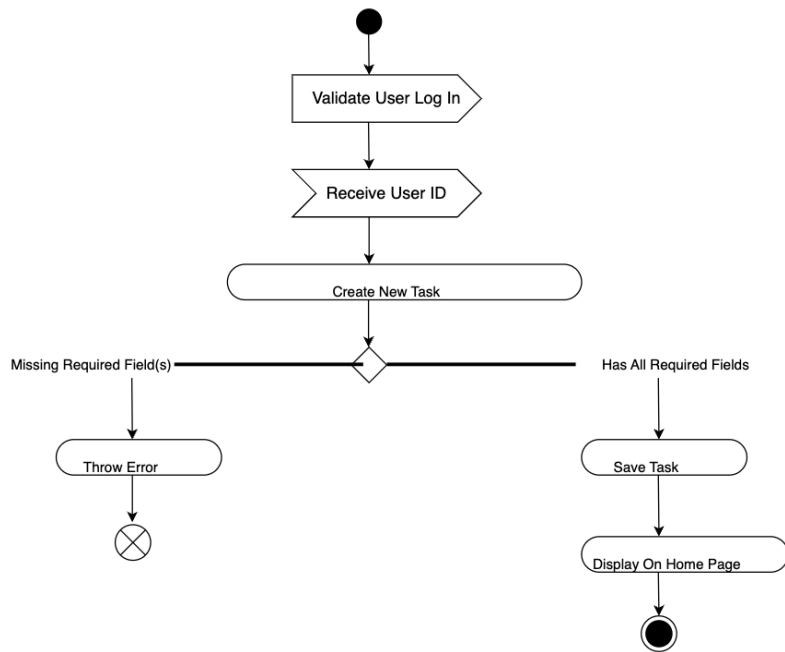 Validate User Log In
Receive User ID
Create New Task
Missing Required Field(s)
Has All Required Fields
Throw Error
Save Task
Display On Home Page